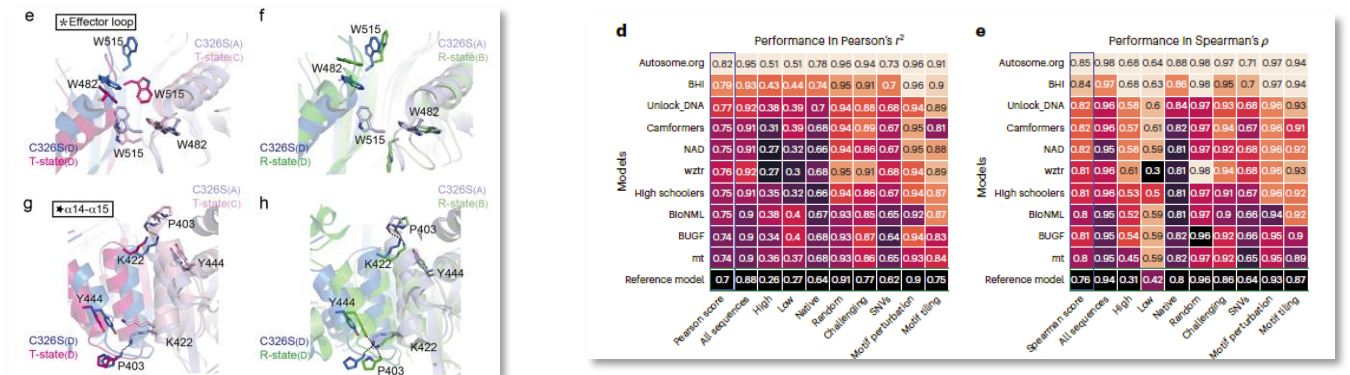 e
*Effector loop
W515
C326S(A)
T-state(C)
W482
W515
W515
W482
C326S(D)
T-state(D)
f
W515
C326S(A)
R-state(B)
W482
W482
W515
C326S(D)
R-state(D)
g
★α14-α15
C326S(A)
T-state(C)
P403
K422
Y444
Y444
K422
C326S(D)
T-state(D)
P403
h
C326S(A)
R-state(B)
P403
K422
Y444
Y444
K422
C326S(D)
R-state(D)
P403
d
Performance in Pearson's r²
Models
Autosome.org 0.82 0.95 0.51 0.51 0.78 0.96 0.94 0.73 0.96 0.91
BHI 0.79 0.93 0.43 0.44 0.74 0.95 0.91 0.7 0.96 0.9
Unlock_DNA 0.77 0.92 0.38 0.39 0.7 0.94 0.88 0.68 0.94 0.89
Camformers 0.75 0.91 0.31 0.39 0.68 0.94 0.89 0.67 0.95 0.81
NAD 0.75 0.91 0.27 0.32 0.66 0.94 0.86 0.67 0.95 0.88
wztr 0.76 0.92 0.27 0.3 0.68 0.95 0.91 0.68 0.94 0.89
High schoolers 0.75 0.91 0.35 0.32 0.66 0.94 0.86 0.67 0.94 0.87
BioNML 0.75 0.9 0.38 0.4 0.67 0.93 0.85 0.65 0.92 0.87
BUGF 0.74 0.9 0.34 0.4 0.68 0.93 0.87 0.64 0.94 0.83
mt 0.74 0.9 0.36 0.37 0.68 0.93 0.86 0.65 0.93 0.84
Reference model 0.7 0.88 0.26 0.27 0.64 0.91 0.77 0.62 0.9 0.75
Pearson score
All sequences
High
Low
Native
Random
Challenging
SNVs
Motif perturbation
Motif tiling
e
Performance in Spearman's ρ
Models
Autosome.org 0.85 0.98 0.68 0.64 0.88 0.98 0.97 0.71 0.97 0.94
BHI 0.84 0.97 0.68 0.63 0.86 0.98 0.95 0.7 0.97 0.94
Unlock_DNA 0.82 0.96 0.58 0.6 0.84 0.97 0.93 0.68 0.96 0.93
Camformers 0.82 0.96 0.57 0.61 0.82 0.97 0.94 0.67 0.96 0.91
NAD 0.82 0.95 0.58 0.59 0.81 0.97 0.92 0.68 0.96 0.93
wztr 0.81 0.96 0.61 0.3 0.81 0.98 0.94 0.68 0.96 0.93
High schoolers 0.81 0.96 0.53 0.5 0.81 0.97 0.91 0.67 0.96 0.92
BioNML 0.8 0.95 0.52 0.59 0.81 0.97 0.9 0.66 0.94 0.92
BUGF 0.81 0.95 0.54 0.59 0.82 0.96 0.92 0.66 0.95 0.9
mt 0.8 0.95 0.45 0.59 0.82 0.97 0.92 0.65 0.95 0.89
Reference model 0.76 0.94 0.31 0.42 0.8 0.96 0.86 0.64 0.93 0.87
Spearman score
All sequences
High
Low
Native
Random
Challenging
SNVs
Motif perturbation
Motif tiling